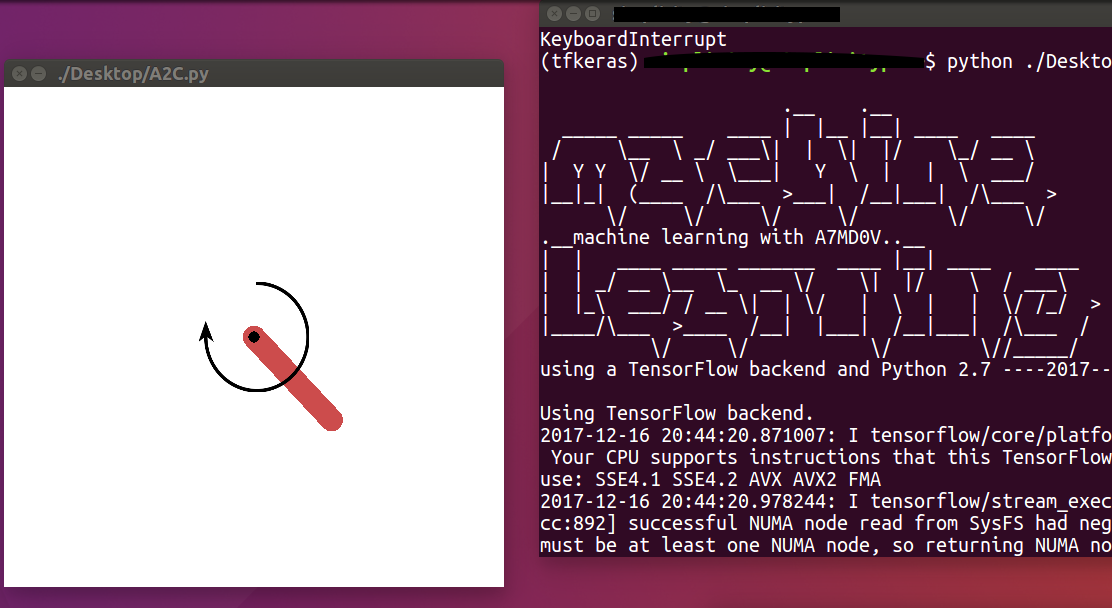 ./Desktop/A2C.py
KeyboardInterrupt
(tfkeras) $ python ./Deskto
machine
.__machine learning with A7MD0V..__
learning
using a TensorFlow backend and Python 2.7 ----2017--
Using TensorFlow backend.
2017-12-16 20:44:20.871007: I tensorflow/core/platfo
Your CPU supports instructions that this TensorFlow
use: SSE4.1 SSE4.2 AVX AVX2 FMA
2017-12-16 20:44:20.978244: I tensorflow/stream_exec
cc:892] successful NUMA node read from SysFS had neg
must be at least one NUMA node, so returning NUMA no